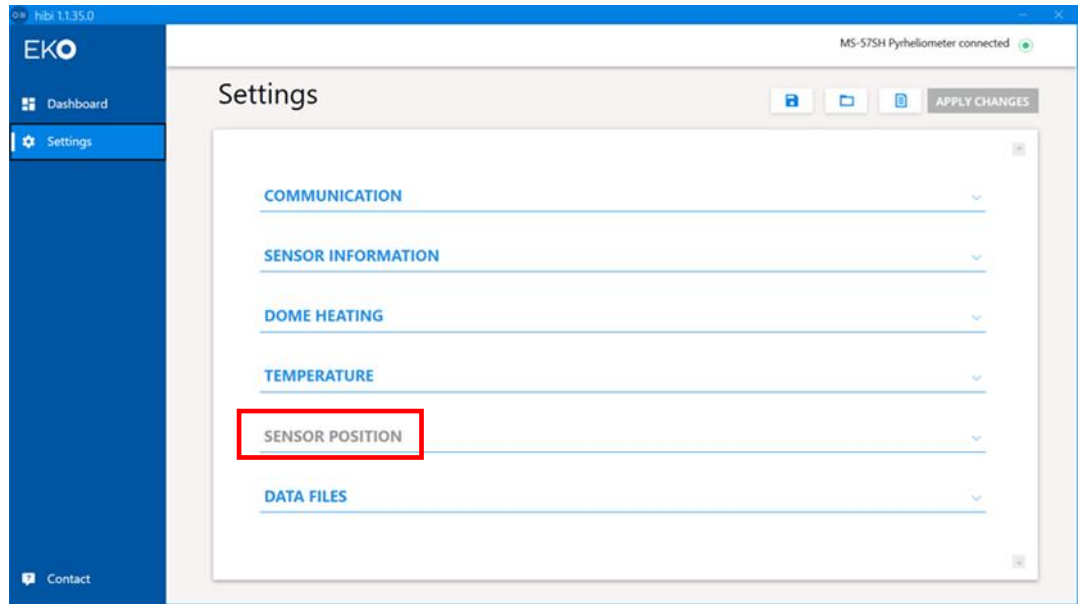 hibi 1.1.35.0
EKO
MS-57SH Pyrheliometer connected
Dashboard
Settings
Settings
APPLY CHANGES
COMMUNICATION
SENSOR INFORMATION
DOME HEATING
TEMPERATURE
SENSOR POSITION
DATA FILES
Contact